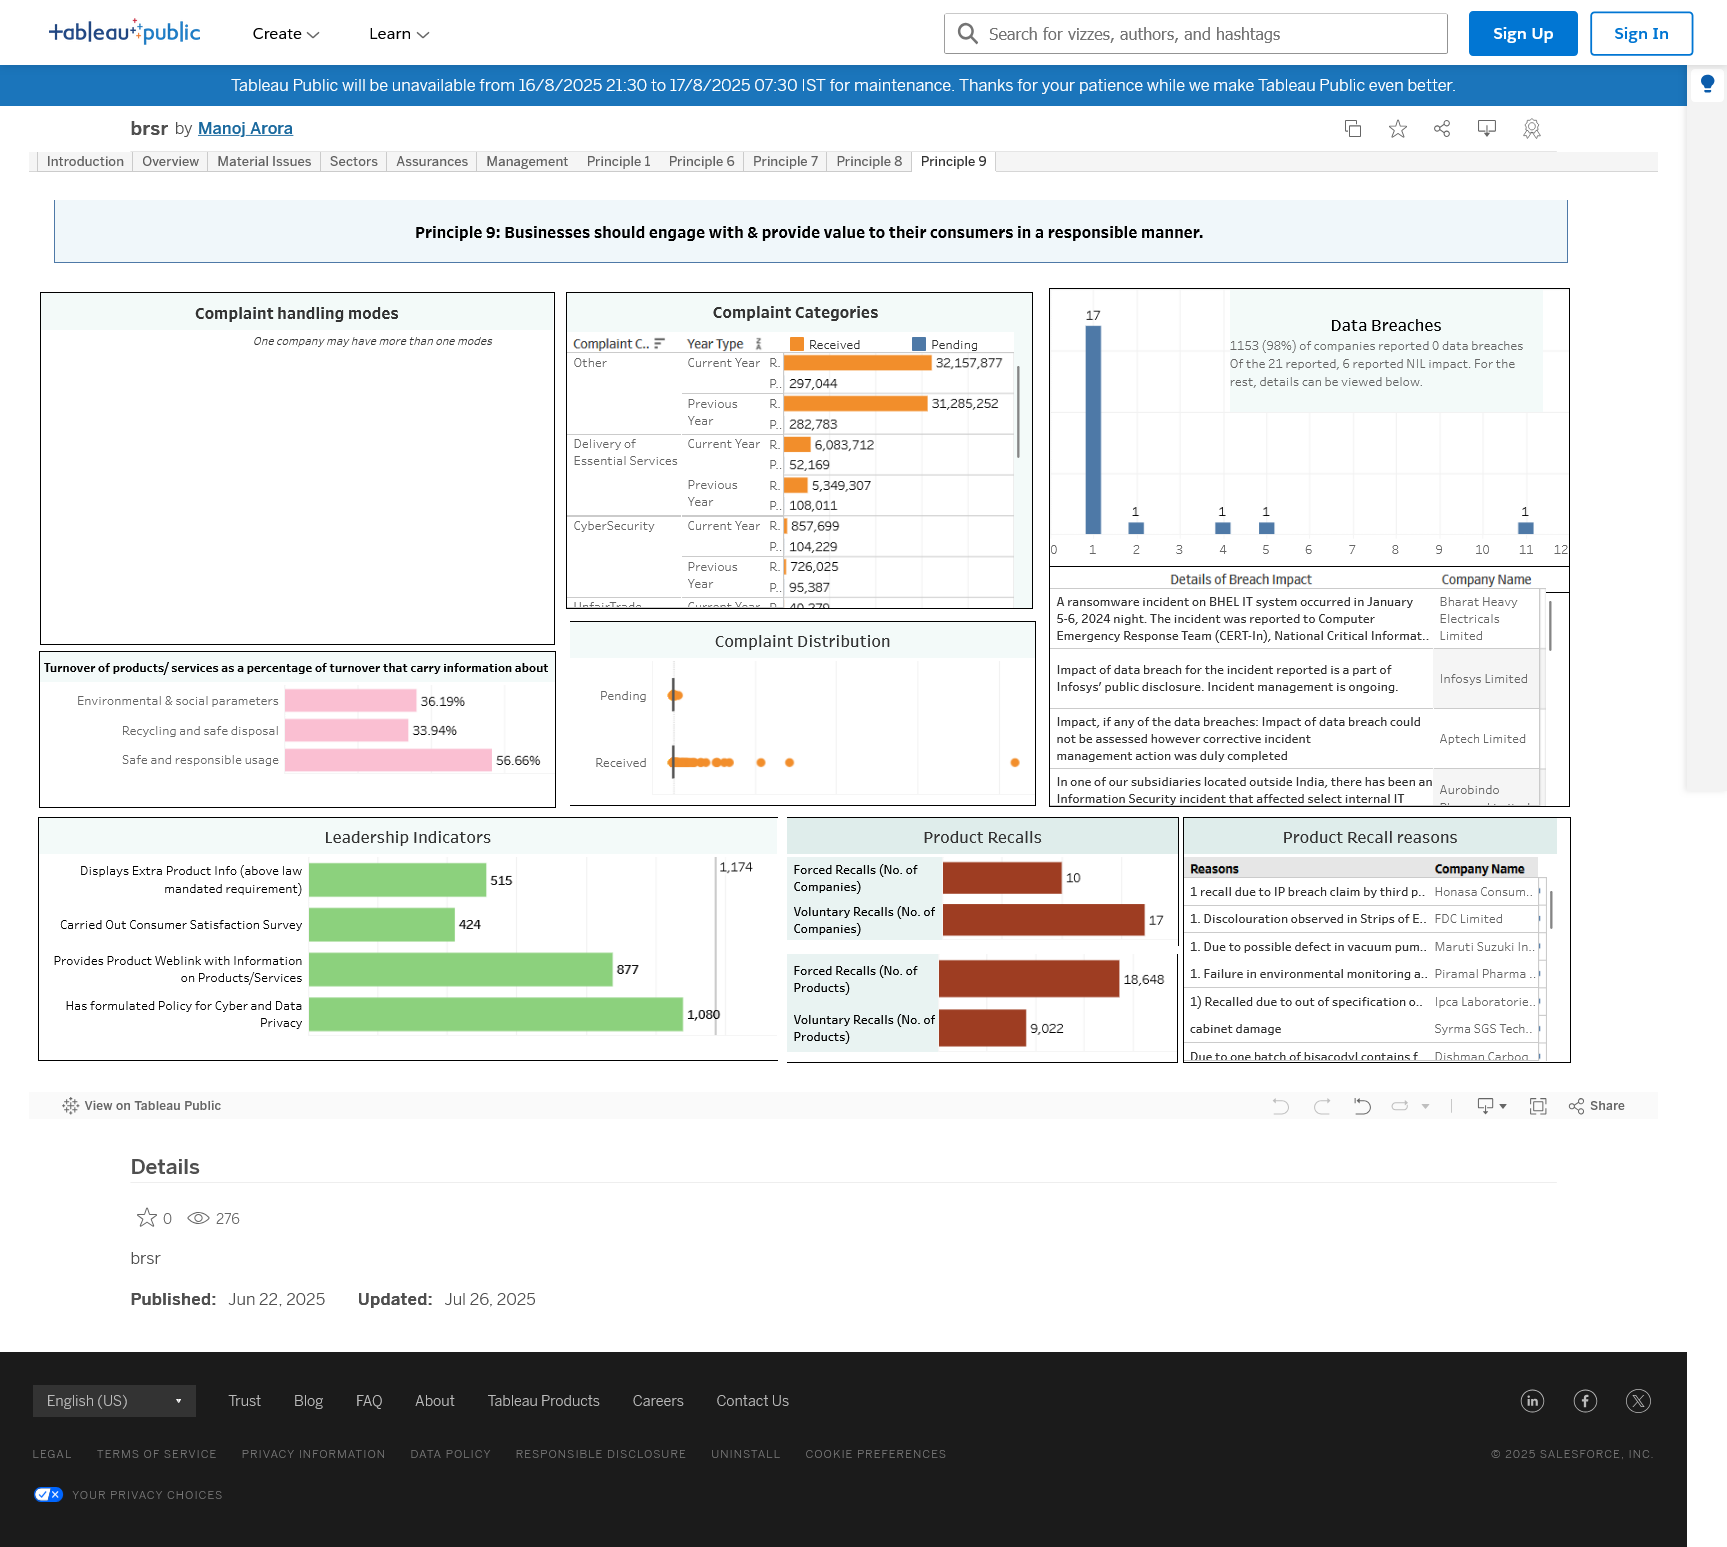 tableau public
Create
Learn
Search for vizzes, authors, and hashtags
Sign Up
Sign In
Tableau Public will be unavailable from 16/8/2025 21:30 to 17/8/2025 07:30 IST for maintenance. Thanks for your patience while we make Tableau Public even better.
brsr by Manoj Arora
Introduction
Overview
Material Issues
Sectors
Assurances
Management
Principle 1
Principle 6
Principle 7
Principle 8
Principle 9
Principle 9: Businesses should engage with & provide value to their consumers in a responsible manner.
Complaint handling modes
One company may have more than one modes
Turnover of products/ services as a percentage of turnover that carry information about
Environmental & social parameters 36.19%
Recycling and safe disposal 33.94%
Safe and responsible usage 56.66%
Complaint Categories
Complaint C.. Year Type Received Pending
Other Current Year R. 32,157,877
P.. 297,044
Previous Year R. 31,285,252
P.. 282,783
Delivery of Essential Services Current Year R. 6,083,712
P.. 52,169
Previous Year R. 5,349,307
P.. 108,011
CyberSecurity Current Year R. 857,699
P.. 104,229
Previous Year R. 726,025
P.. 95,387
UnfairTrade Current Year R. 40,279
Complaint Distribution
Pending
Received
17
1
1
1
1
Data Breaches
1153 (98%) of companies reported 0 data breaches
Of the 21 reported, 6 reported NIL impact. For the
rest, details can be viewed below.
0 1 2 3 4 5 6 7 8 9 10 11 12
Details of Breach Impact Company Name
A ransomware incident on BHEL IT system occurred in January
5-6, 2024 night. The incident was reported to Computer
Emergency Response Team (CERT-In), National Critical Informat..
Bharat Heavy
Electricals
Limited
Impact of data breach for the incident reported is a part of
Infosys’ public disclosure. Incident management is ongoing.
Infosys Limited
Impact, if any of the data breaches: Impact of data breach could
not be assessed however corrective incident
management action was duly completed
Aptech Limited
In one of our subsidiaries located outside India, there has been an
Information Security incident that affected select internal IT
Aurobindo
Leadership Indicators
1,174
Displays Extra Product Info (above law
mandated requirement)
515
Carried Out Consumer Satisfaction Survey 424
Provides Product Weblink with Information
on Products/Services
877
Has formulated Policy for Cyber and Data
Privacy
1,080
Product Recalls
Forced Recalls (No. of
Companies)
10
Voluntary Recalls (No. of
Companies)
17
Forced Recalls (No. of
Products)
18,648
Voluntary Recalls (No. of
Products)
9,022
Product Recall reasons
Reasons Company Name
1 recall due to IP breach claim by third p.. Honasa Consum..
1. Discolouration observed in Strips of E.. FDC Limited
1. Due to possible defect in vacuum pum.. Maruti Suzuki In..
1. Failure in environmental monitoring a.. Piramal Pharma ..
1) Recalled due to out of specification o.. Ipca Laboratorie..
cabinet damage Syrma SGS Tech..
Due to one batch of bisacodyl contains f.. Dishman Carbog..
View on Tableau Public
Share
Details
0 276
brsr
Published: Jun 22, 2025 Updated: Jul 26, 2025
English (US)
Trust
Blog
FAQ
About
Tableau Products
Careers
Contact Us
LEGAL
TERMS OF SERVICE
PRIVACY INFORMATION
DATA POLICY
RESPONSIBLE DISCLOSURE
UNINSTALL
COOKIE PREFERENCES
© 2025 SALESFORCE, INC.
YOUR PRIVACY CHOICES